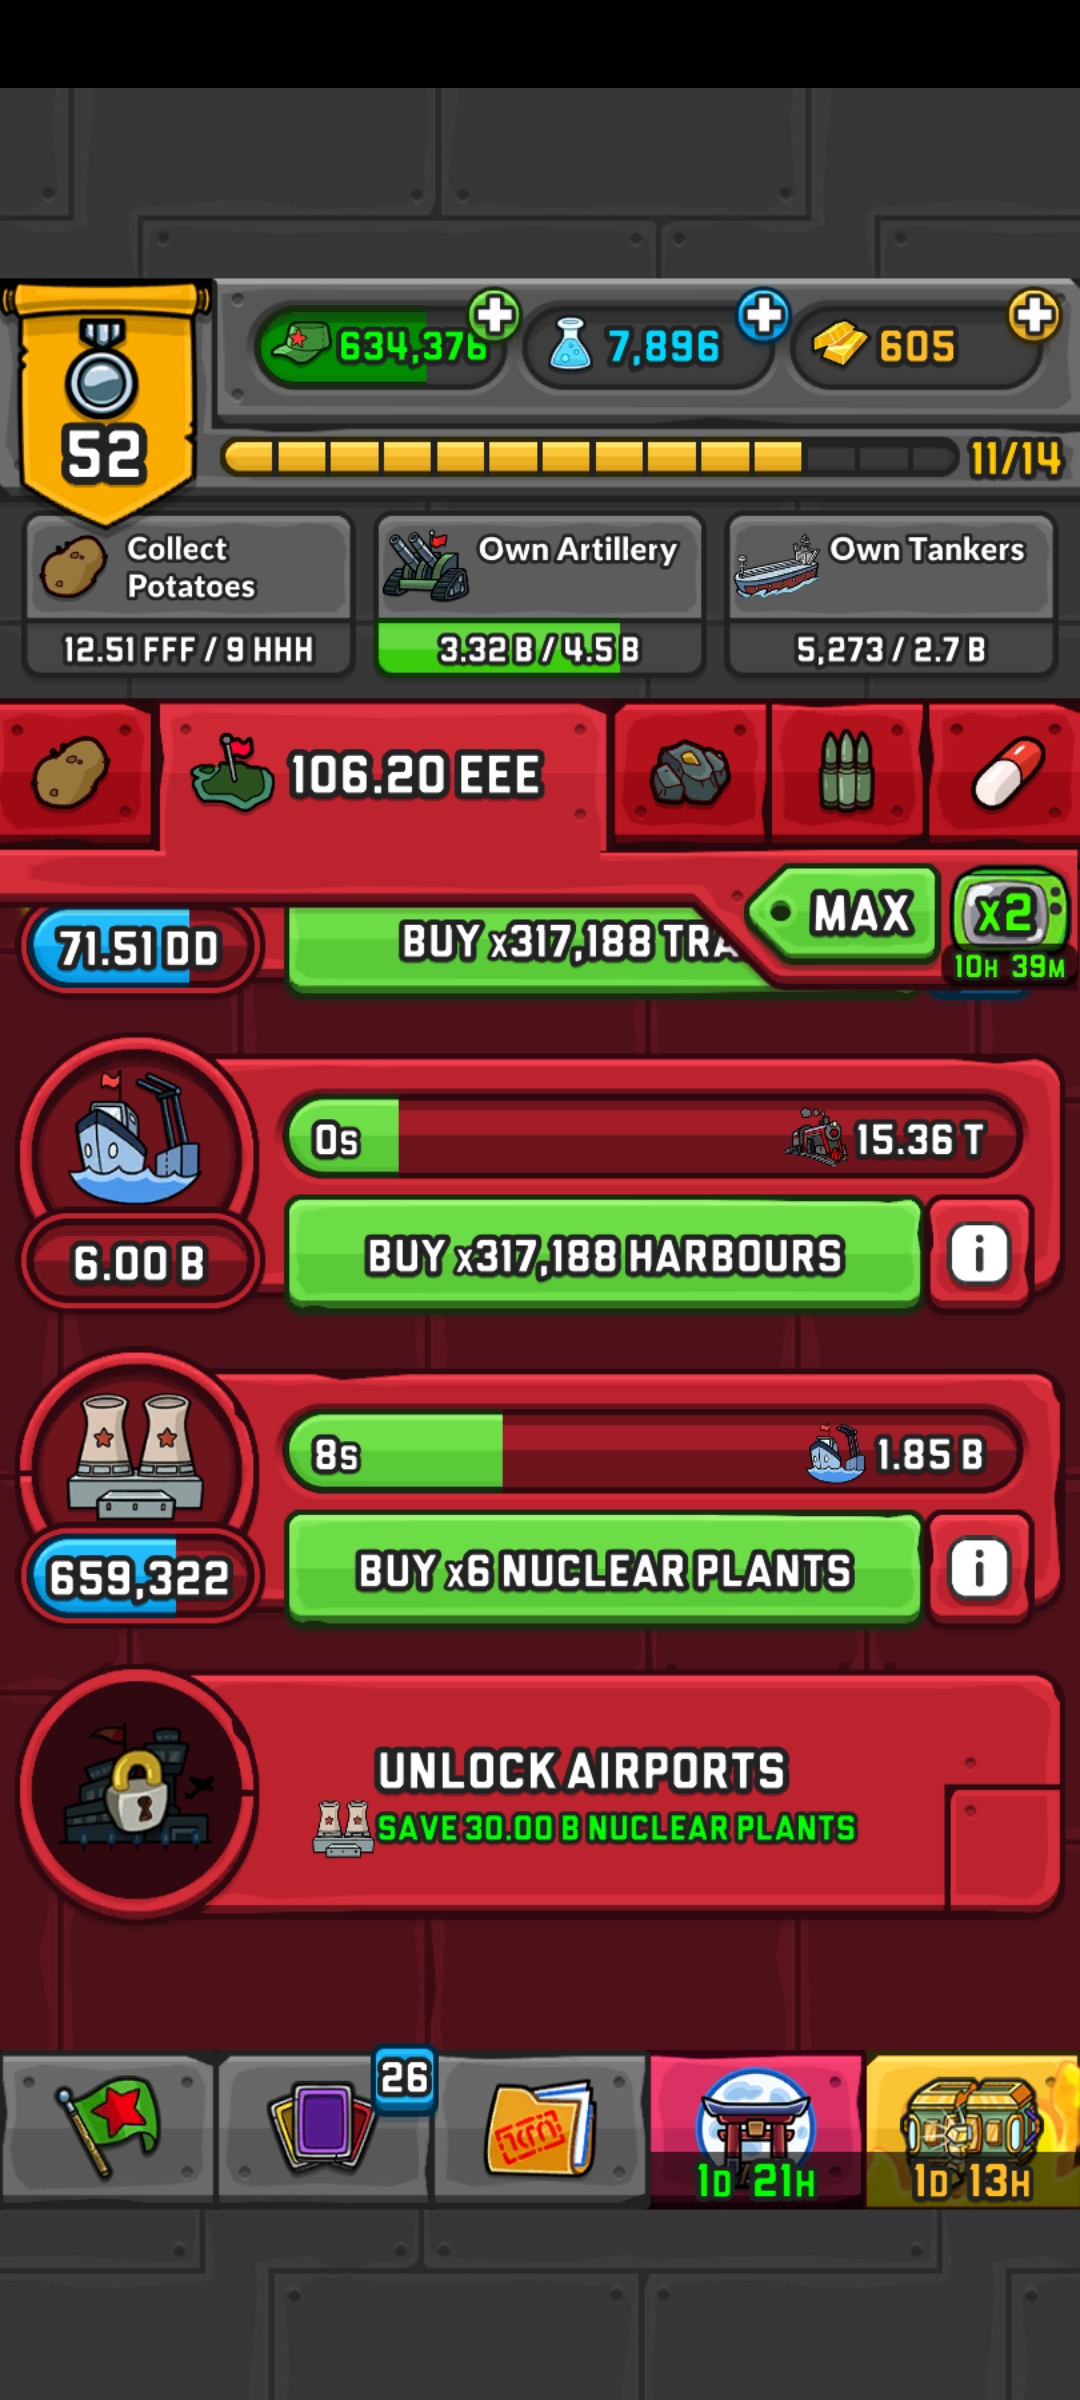 634,376
7,896
605
52
11/14
Collect
Potatoes
12.51 FFF / 9 HHH
Own Artillery
3.32 B / 4.5 B
Own Tankers
5,273 / 2.7 B
106.20 EEE
MAX
x2
10H 39M
71.51 DD
BUY x317,188 TRA
0s
15.36 T
6.00 B
BUY x317,188 HARBOURS
i
8s
1.85 B
659,322
BUY x6 NUCLEAR PLANTS
i
UNLOCK AIRPORTS
SAVE 30.00 B NUCLEAR PLANTS
26
1D 21H
1D 13H